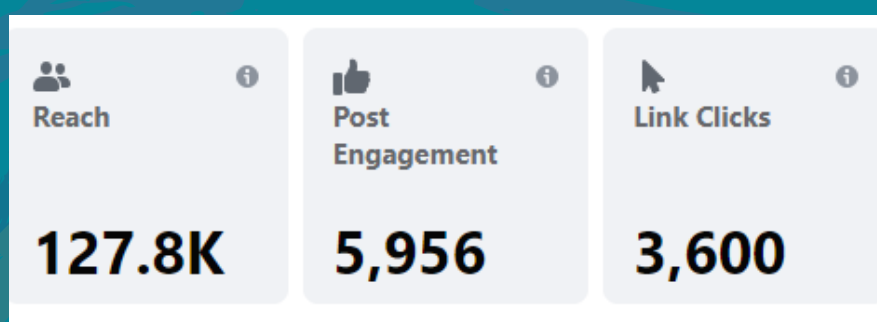 Reach
127.8K
Post
Engagement
5,956
Link Clicks
3,600